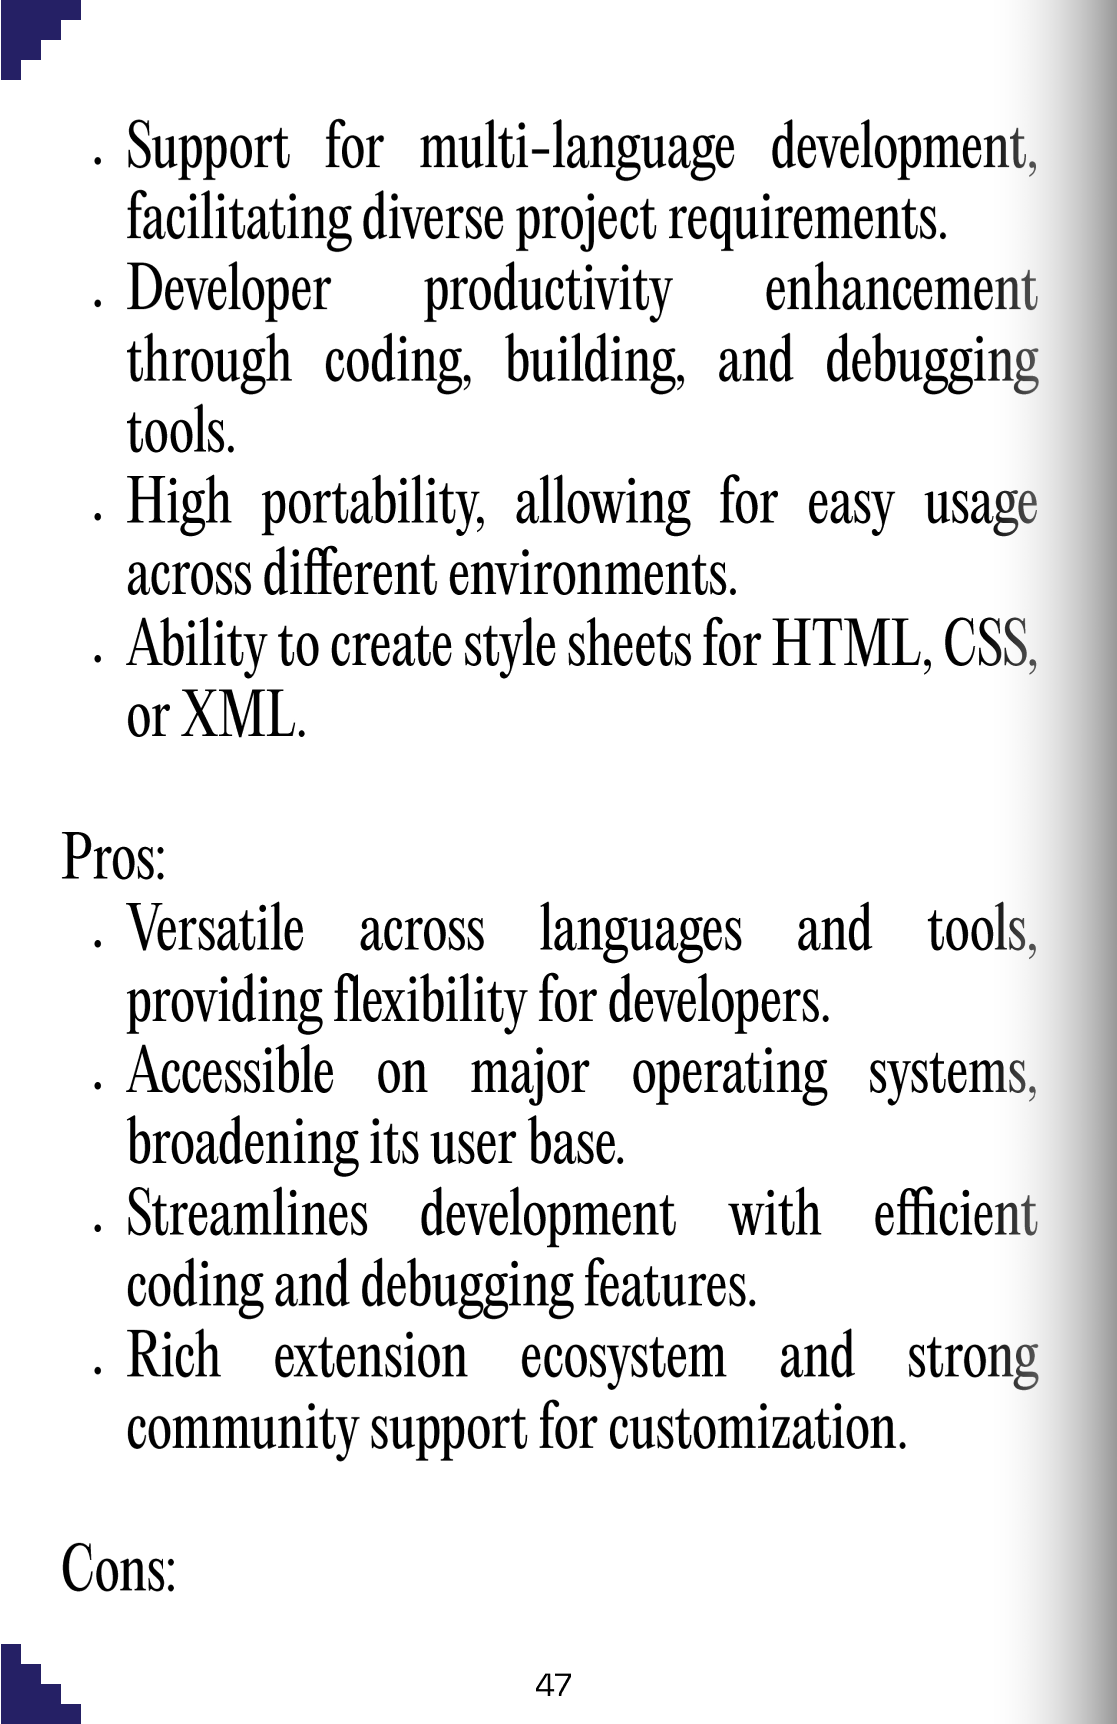 . Support for multi-language development,
facilitating diverse project requirements.
. Developer productivity enhancement
through coding, building, and debugging
tools.
. High portability, allowing for easy usage
across different environments.
. Ability to create style sheets for HTML, CSS,
or XML.
Pros:
. Versatile across languages and tools,
providing flexibility for developers.
. Accessible on major operating systems,
broadening its user base.
. Streamlines development with efficient
coding and debugging features.
. Rich extension ecosystem and strong
community support for customization.
Cons:
47